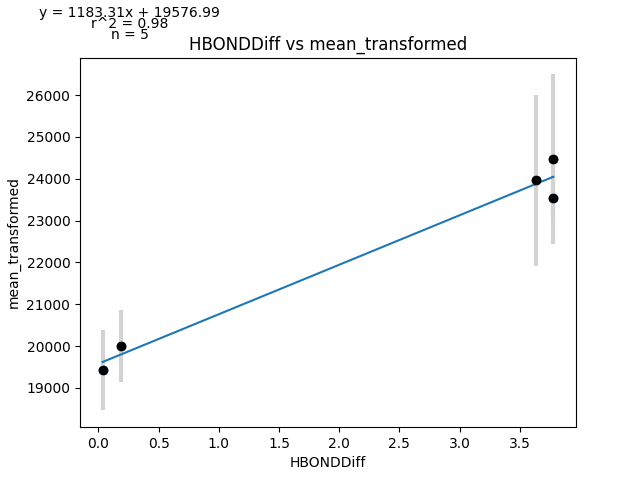 y = 1183.31x + 19576.99
r^2 = 0.98
n = 5
HBONDDiff vs mean_transformed
mean_transformed
26000
25000
24000
23000
22000
21000
20000
19000
0.0 0.5 1.0 1.5 2.0 2.5 3.0 3.5
HBONDDiff